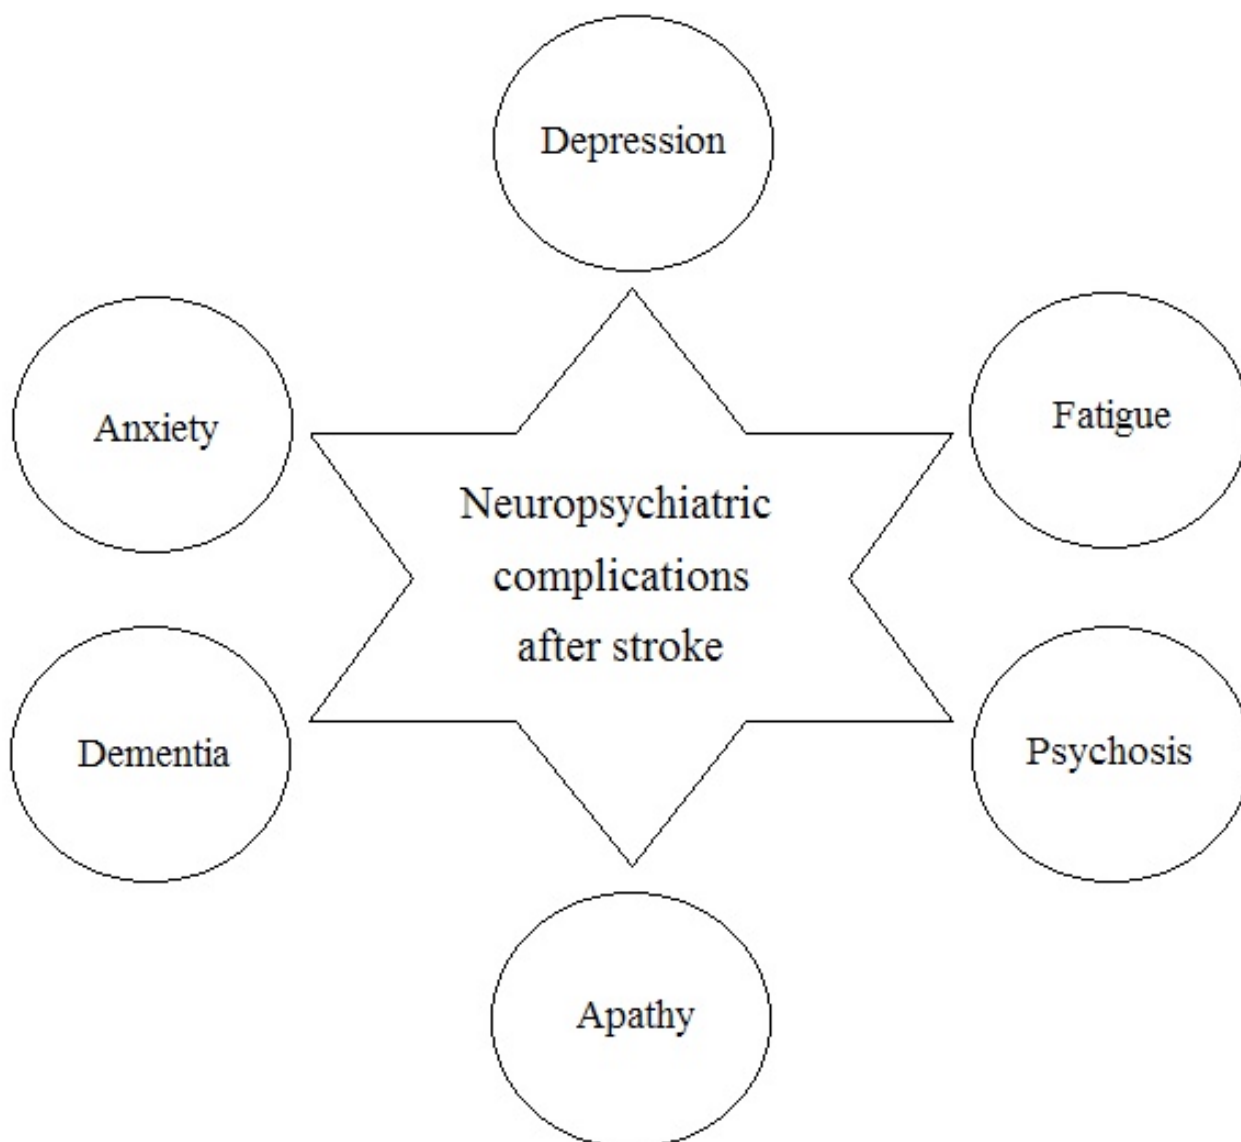 Depression
Anxiety
Fatigue
Neuropsychiatric
complications
after stroke
Dementia
Psychosis
Apathy